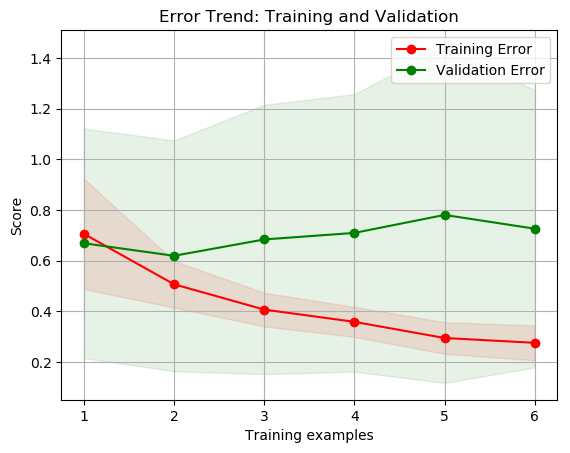 Error Trend: Training and Validation
Training Error
Validation Error
Score
1.4
1.2
1.0
0.8
0.6
0.4
0.2
1 2 3 4 5 6
Training examples